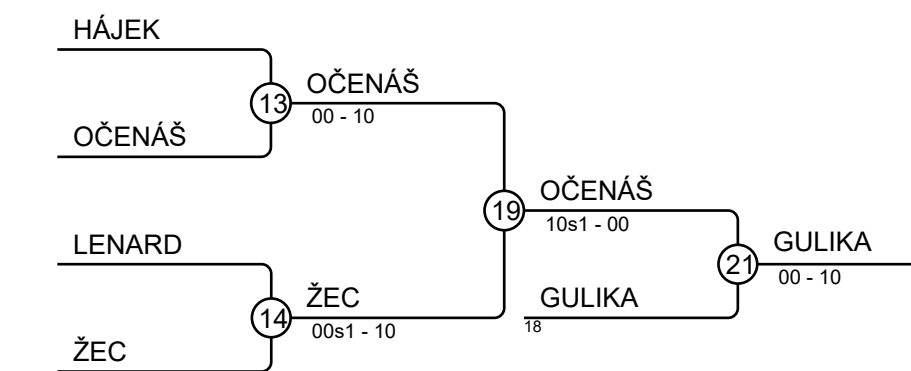 HÁJEK
13
OČENÁŠ
00 - 10
OČENÁŠ
19
OČENÁŠ
10s1 - 00
LENARD
21
GULIKA
00 - 10
14
ŽEC
00s1 - 10
GULIKA
18
ŽEC